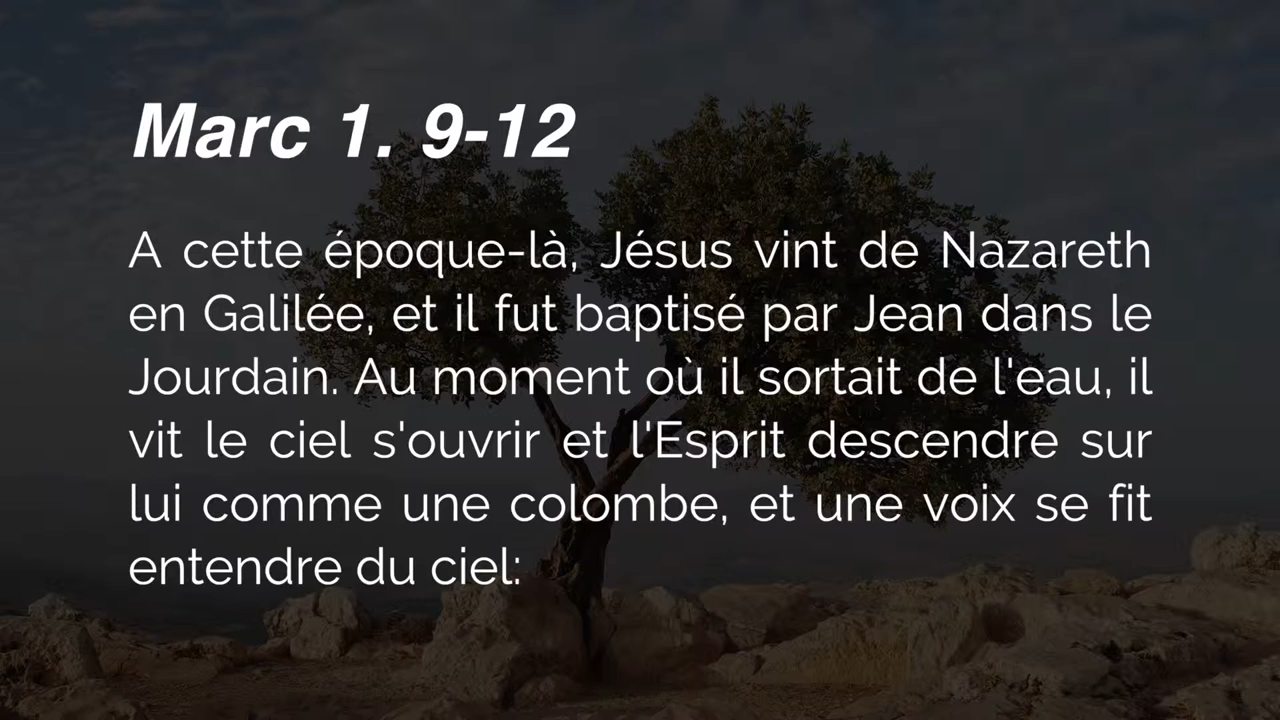 Marc 1. 9-12
A cette époque-là, Jésus vint de Nazareth
en Galilée, et il fut baptisé par Jean dans le
Jourdain. Au moment où il sortait de l'eau, il
vit le ciel s'ouvrir et l'Esprit descendre sur
lui comme une colombe, et une voix se fit
entendre du ciel: